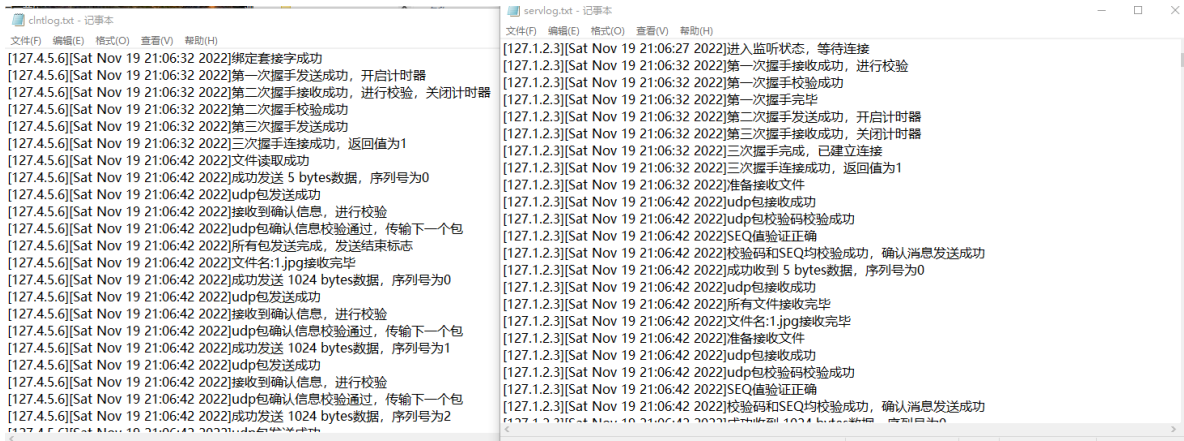 clntlog.txt - 记事本
文件(F) 编辑(E) 格式(O) 查看(V) 帮助(H)
[127.4.5.6][Sat Nov 19 21:06:32 2022]绑定套接字成功
[127.4.5.6][Sat Nov 19 21:06:32 2022]第一次握手发送成功，开启计时器
[127.4.5.6][Sat Nov 19 21:06:32 2022]第二次握手接收成功，进行校验，关闭计时器
[127.4.5.6][Sat Nov 19 21:06:32 2022]第二次握手校验成功
[127.4.5.6][Sat Nov 19 21:06:32 2022]第三次握手发送成功
[127.4.5.6][Sat Nov 19 21:06:32 2022]三次握手连接成功，返回值为1
[127.4.5.6][Sat Nov 19 21:06:42 2022]文件读取成功
[127.4.5.6][Sat Nov 19 21:06:42 2022]成功发送 5 bytes数据，序列号为0
[127.4.5.6][Sat Nov 19 21:06:42 2022]udp包发送成功
[127.4.5.6][Sat Nov 19 21:06:42 2022]接收到确认信息，进行校验
[127.4.5.6][Sat Nov 19 21:06:42 2022]udp包确认信息校验通过，传输下一个包
[127.4.5.6][Sat Nov 19 21:06:42 2022]所有包发送完成，发送结束标志
[127.4.5.6][Sat Nov 19 21:06:42 2022]文件名:1.jpg接收完毕
[127.4.5.6][Sat Nov 19 21:06:42 2022]成功发送 1024 bytes数据，序列号为0
[127.4.5.6][Sat Nov 19 21:06:42 2022]udp包发送成功
[127.4.5.6][Sat Nov 19 21:06:42 2022]接收到确认信息，进行校验
[127.4.5.6][Sat Nov 19 21:06:42 2022]udp包确认信息校验通过，传输下一个包
[127.4.5.6][Sat Nov 19 21:06:42 2022]成功发送 1024 bytes数据，序列号为1
[127.4.5.6][Sat Nov 19 21:06:42 2022]udp包发送成功
[127.4.5.6][Sat Nov 19 21:06:42 2022]接收到确认信息，进行校验
[127.4.5.6][Sat Nov 19 21:06:42 2022]udp包确认信息校验通过，传输下一个包
[127.4.5.6][Sat Nov 19 21:06:42 2022]成功发送 1024 bytes数据，序列号为2
[127.4.5.6][Sat Nov 19 21:06:42 2022]udp包发送成功
servlog.txt - 记事本
文件(F) 编辑(E) 格式(O) 查看(V) 帮助(H)
[127.1.2.3][Sat Nov 19 21:06:27 2022]进入监听状态，等待连接
[127.1.2.3][Sat Nov 19 21:06:32 2022]第一次握手接收成功，进行校验
[127.1.2.3][Sat Nov 19 21:06:32 2022]第一次握手校验成功
[127.1.2.3][Sat Nov 19 21:06:32 2022]第一次握手完毕
[127.1.2.3][Sat Nov 19 21:06:32 2022]第二次握手发送成功，开启计时器
[127.1.2.3][Sat Nov 19 21:06:32 2022]第三次握手接收成功，关闭计时器
[127.1.2.3][Sat Nov 19 21:06:32 2022]三次握手完成，已建立连接
[127.1.2.3][Sat Nov 19 21:06:32 2022]三次握手连接成功，返回值为1
[127.1.2.3][Sat Nov 19 21:06:32 2022]准备接收文件
[127.1.2.3][Sat Nov 19 21:06:42 2022]udp包接收成功
[127.1.2.3][Sat Nov 19 21:06:42 2022]udp包校验码校验成功
[127.1.2.3][Sat Nov 19 21:06:42 2022]SEQ值验证正确
[127.1.2.3][Sat Nov 19 21:06:42 2022]校验码和SEQ均校验成功，确认消息发送成功
[127.1.2.3][Sat Nov 19 21:06:42 2022]成功收到 5 bytes数据，序列号为0
[127.1.2.3][Sat Nov 19 21:06:42 2022]udp包接收成功
[127.1.2.3][Sat Nov 19 21:06:42 2022]所有文件接收完毕
[127.1.2.3][Sat Nov 19 21:06:42 2022]文件名:1.jpg接收完毕
[127.1.2.3][Sat Nov 19 21:06:42 2022]准备接收文件
[127.1.2.3][Sat Nov 19 21:06:42 2022]udp包接收成功
[127.1.2.3][Sat Nov 19 21:06:42 2022]udp包校验码校验成功
[127.1.2.3][Sat Nov 19 21:06:42 2022]SEQ值验证正确
[127.1.2.3][Sat Nov 19 21:06:42 2022]校验码和SEQ均校验成功，确认消息发送成功
[127.1.2.3][Sat Nov 19 21:06:42 2022]成功收到 1024 bytes数据，序列号为0